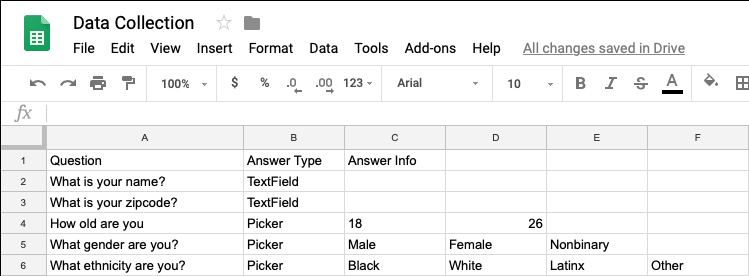 Data Collection
File Edit View Insert Format Data Tools Add-ons Help All changes saved in Drive
100% $ % .0 .00 123 Arial 10 B I S A
fx
A B C D E F
1 Question Answer Type Answer Info
2 What is your name? TextField
3 What is your zipcode? TextField
4 How old are you Picker 18 26
5 What gender are you? Picker Male Female Nonbinary
6 What ethnicity are you? Picker Black White Latinx Other